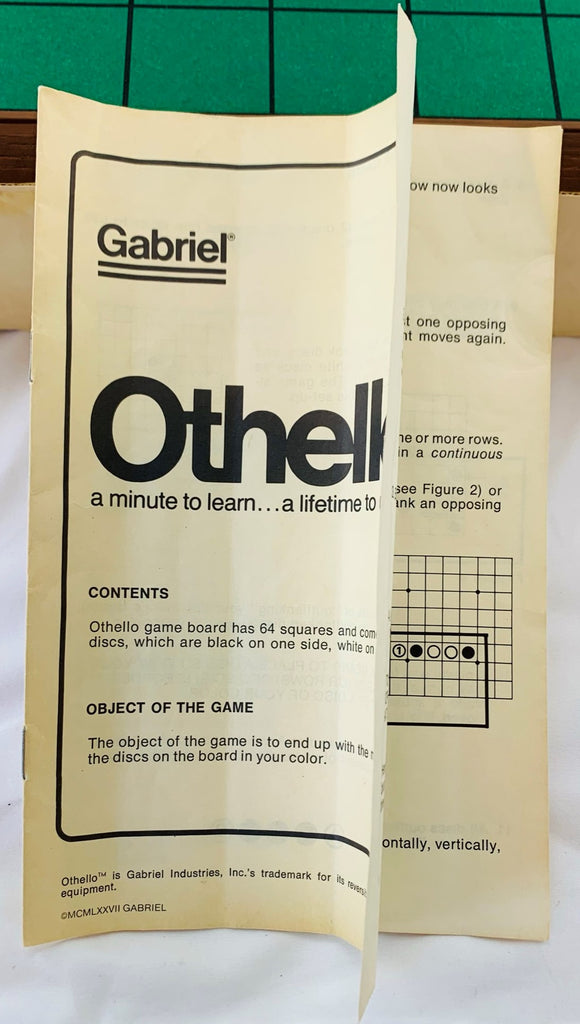 Gabriel®
Othell
a minute to learn...a lifetime to
CONTENTS
Othello game board has 64 squares and com
discs, which are black on one side, white on
OBJECT OF THE GAME
The object of the game is to end up with the
the discs on the board in your color.
Othello™ is Gabriel Industries, Inc.'s trademark for its
equipment.
©MCMLXXVII GABRIEL
ow now looks
one opposing
moves again.
or more rows.
in a continuous
see Figure 2) or
an opposing
1
ontally, vertically,